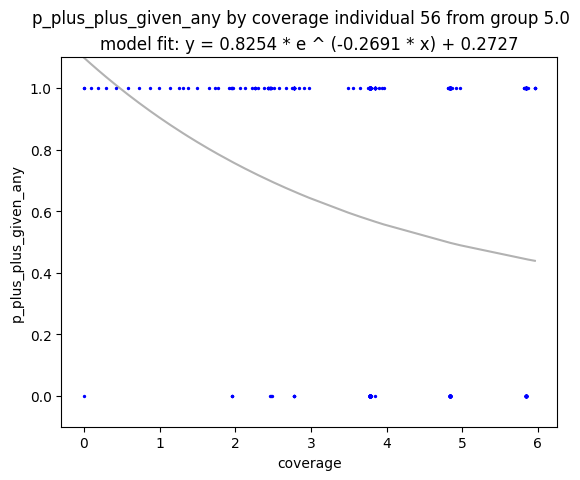 p_plus_plus_given_any by coverage individual 56 from group 5.0
model fit: y = 0.8254 * e ^ (-0.2691 * x) + 0.2727
p_plus_plus_given_any
1.0
0.8
0.6
0.4
0.2
0.0
0 1 2 3 4 5 6
coverage